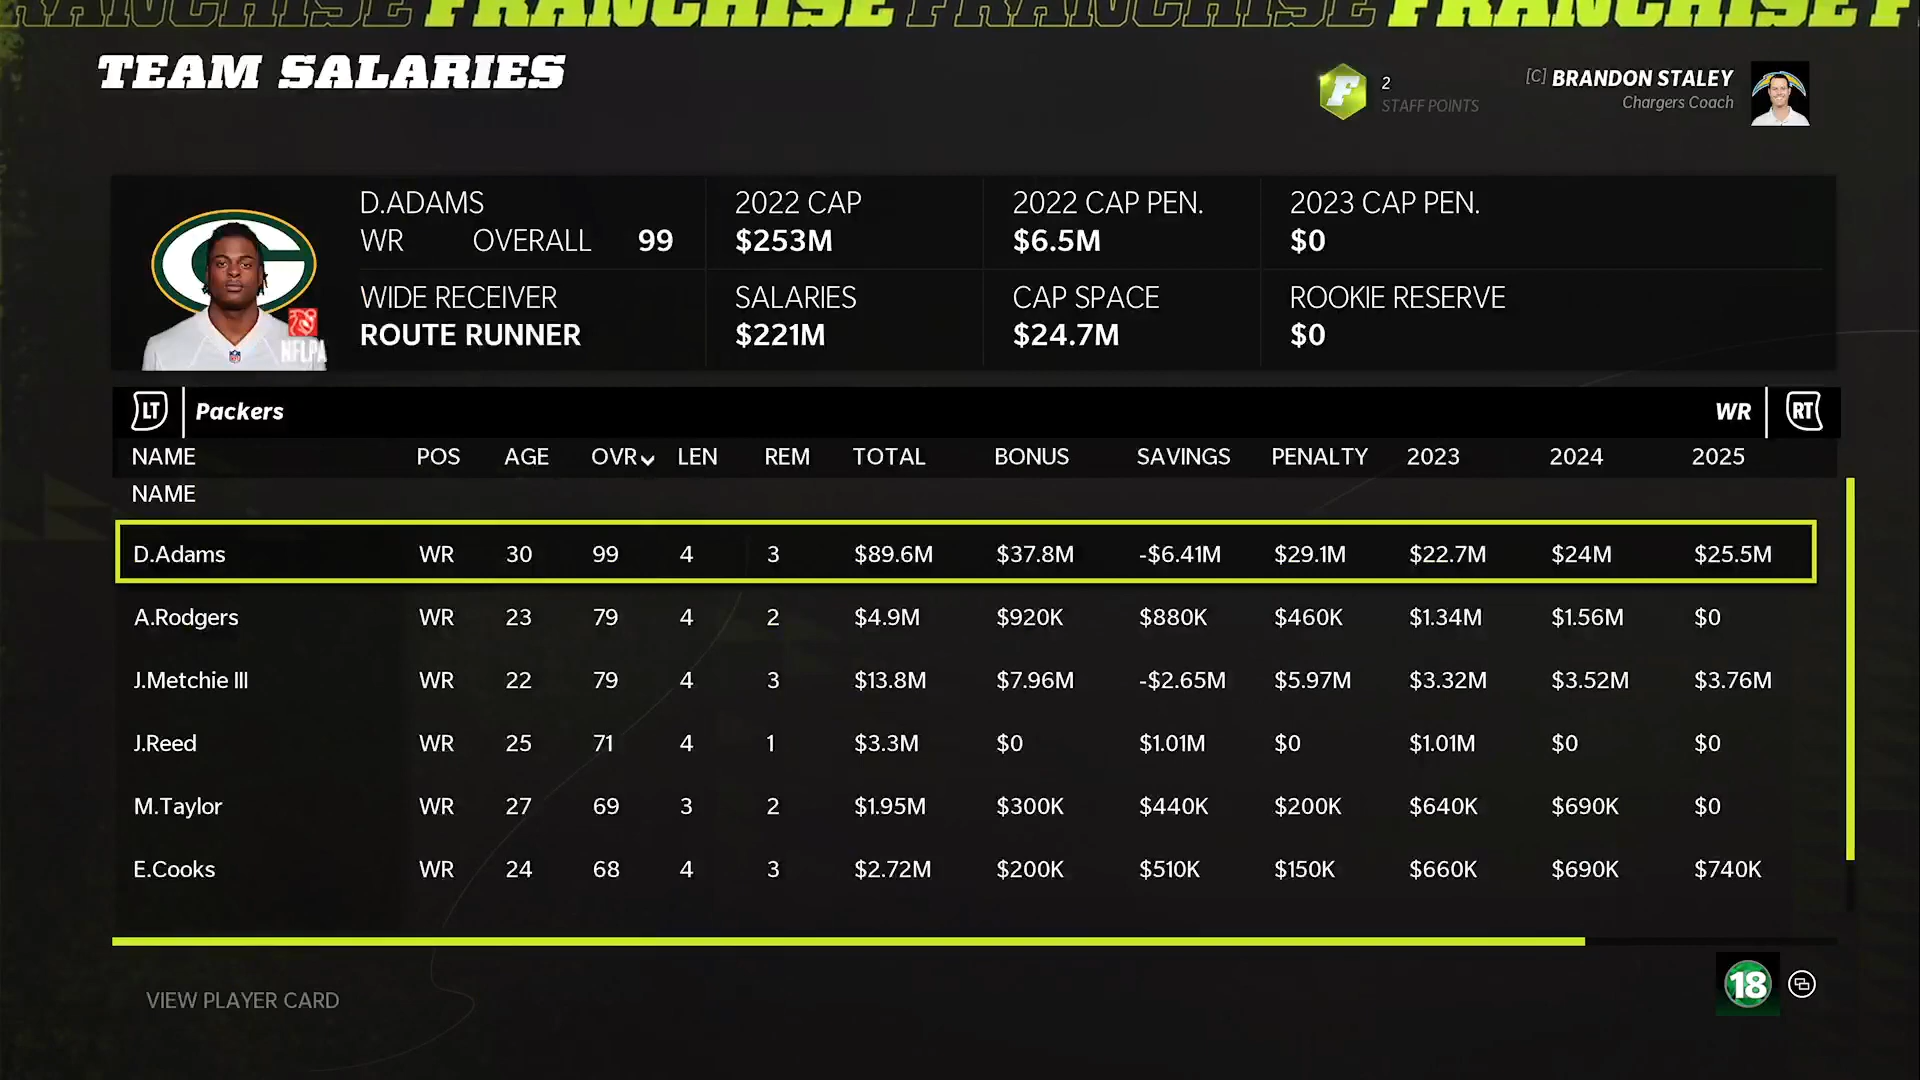 FRANCHISE FRANCHISE FRANCHISE FRANCHISE F
TEAM SALARIES
2
STAFF POINTS
[C] BRANDON STALEY
Chargers Coach
D.ADAMS
WR OVERALL 99
WIDE RECEIVER
ROUTE RUNNER
2022 CAP
$253M
SALARIES
$221M
2022 CAP PEN.
$6.5M
CAP SPACE
$24.7M
2023 CAP PEN.
$0
ROOKIE RESERVE
$0
NFLPA
LT Packers WR RT
NAME POS AGE OVR LEN REM TOTAL BONUS SAVINGS PENALTY 2023 2024 2025
NAME
D.Adams WR 30 99 4 3 $89.6M $37.8M -$6.41M $29.1M $22.7M $24M $25.5M
A.Rodgers WR 23 79 4 2 $4.9M $920K $880K $460K $1.34M $1.56M $0
J.Metchie III WR 22 79 4 3 $13.8M $7.96M -$2.65M $5.97M $3.32M $3.52M $3.76M
J.Reed WR 25 71 4 1 $3.3M $0 $1.01M $0 $1.01M $0 $0
M.Taylor WR 27 69 3 2 $1.95M $300K $440K $200K $640K $690K $0
E.Cooks WR 24 68 4 3 $2.72M $200K $510K $150K $660K $690K $740K
VIEW PLAYER CARD
18